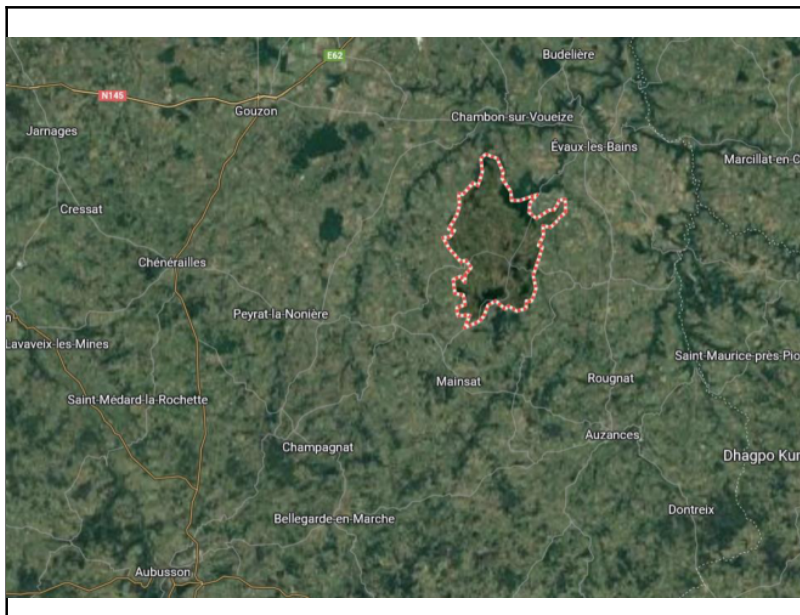 Budelière
E62
N145
Gouzon
Chambon-sur-Voueize
Jarnages
Évaux-les-Bains
Marcillat-en-C
Cressat
Chénérailles
Peyrat-la-Nonière
n
Lavaveix-les-Mines
Saint-Maurice-près-Pio
Mainsat
Rougnat
Saint-Médard-la-Rochette
Auzances
Champagnat
Dhagpo Kun
Dontreix
Bellegarde-en-Marche
Aubusson